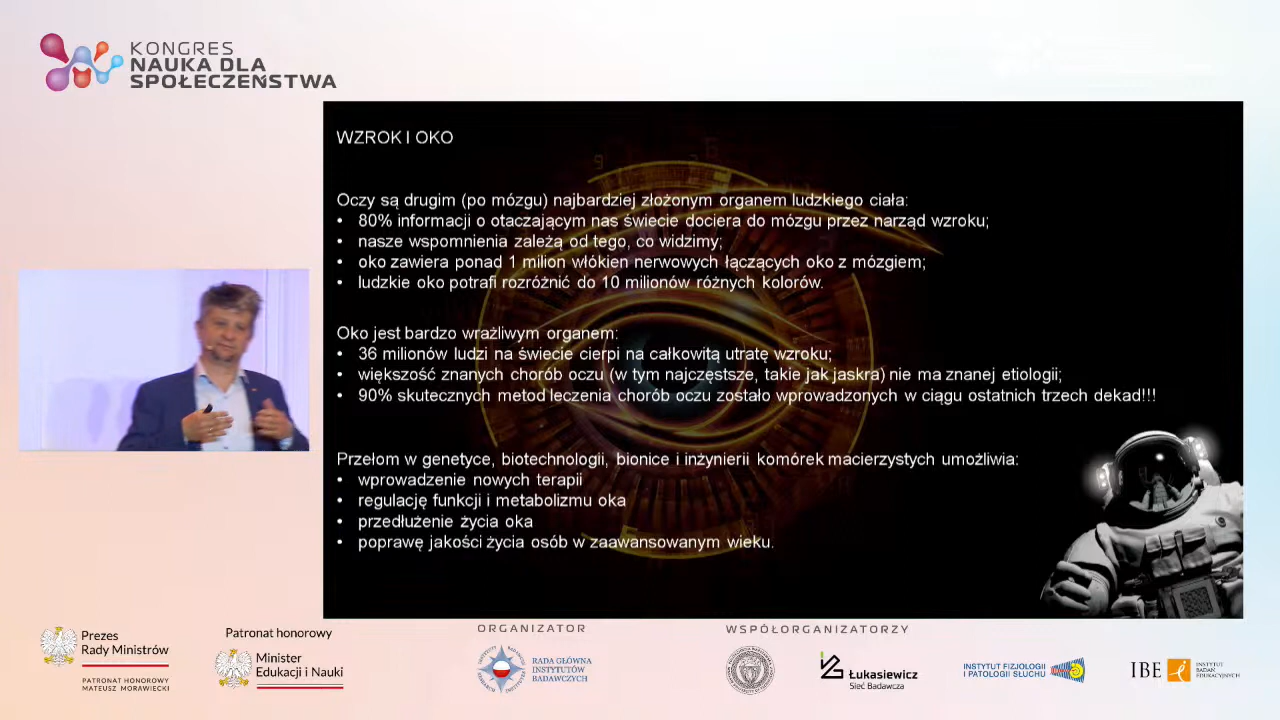 KONGRES
NAUKA DLA
SPOŁECZEŃSTWA
WZROK I OKO
Oczy są drugim (po mózgu) najbardziej złożonym organem ludzkiego ciała:
• 80% informacji o otaczającym nas świecie dociera do mózgu przez narząd wzroku;
• nasze wspomnienia zależą od tego, co widzimy;
• oko zawiera ponad 1 milion włókien nerwowych łączących oko z mózgiem;
• ludzkie oko potrafi rozróżnić do 10 milionów różnych kolorów.
Oko jest bardzo wrażliwym organem:
• 36 milionów ludzi na świecie cierpi na całkowitą utratę wzroku;
• większość znanych chorób oczu (w tym najczęstsze, takie jak jaskra) nie ma znanej etiologii;
• 90% skutecznych metod leczenia chorób oczu zostało wprowadzonych w ciągu ostatnich trzech dekad!!!
Przełom w genetyce, biotechnologii, bionice i inżynierii komórek macierzystych umożliwia:
• wprowadzenie nowych terapii
• regulację funkcji i metabolizmu oka
• przedłużenie życia oka
• poprawę jakości życia osób w zaawansowanym wieku.
Prezes
Rady Ministrów
PATRONAT HONOROWY
MATEUSZ MORAWIECKI
Patronat honorowy
Minister
Edukacji i Nauki
ORGANIZATOR
RADA GŁÓWNA
INSTYTUTÓW
BADAWCZYCH
WSPÓŁORGANIZATORZY
Łukasiewicz
Sieć Badawcza
INSTYTUT FIZJOLOGII
I PATOLOGII SŁUCHU
IBE
INSTYTUT
BADAŃ
EDUKACYJNYCH